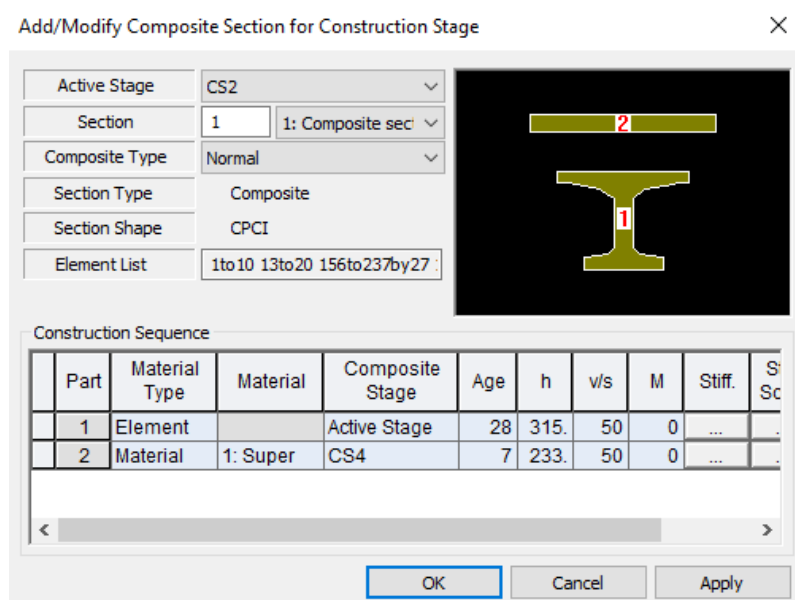 Add/Modify Composite Section for Construction Stage
Active Stage CS2
Section 1 1: Composite sect
Composite Type Normal
Section Type Composite
Section Shape CPCI
Element List 1to10 13to20 156to237by27
2
1
Construction Sequence
Part Material Type Material Composite Stage Age h v/s M Stiff.
1 Element Active Stage 28 315. 50 0 ...
2 Material 1: Super CS4 7 233. 50 0 ...
OK Cancel Apply